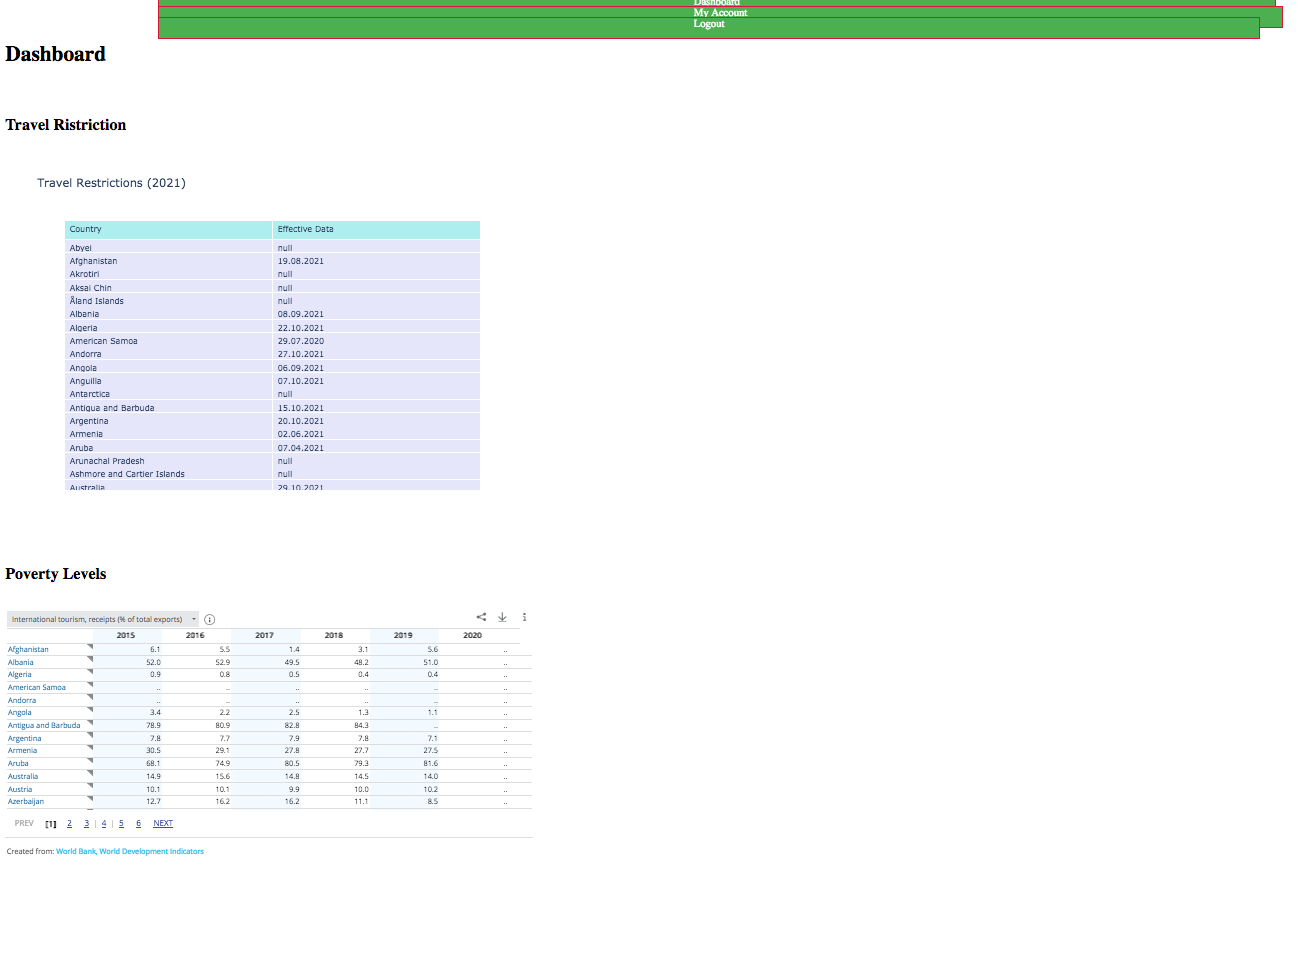 Dashboard
My Account
Logout
Dashboard
Travel Ristriction
Travel Restrictions (2021)
Country Effective Data
Abyei null
Afghanistan 19.08.2021
Akrotiri null
Aksai Chin null
Åland Islands null
Albania 08.09.2021
Algeria 22.10.2021
American Samoa 29.07.2020
Andorra 27.10.2021
Angola 06.09.2021
Anguilla 07.10.2021
Antarctica null
Antigua and Barbuda 15.10.2021
Argentina 20.10.2021
Armenia 02.06.2021
Aruba 07.04.2021
Arunachal Pradesh null
Ashmore and Cartier Islands null
Australia 29.10.2021
Poverty Levels
International tourism, receipts (% of total exports)
2015 2016 2017 2018 2019 2020
Afghanistan 6.1 5.5 1.4 3.1 5.6 ..
Albania 52.0 52.9 49.5 48.2 51.0 ..
Algeria 0.9 0.8 0.5 0.4 0.4 ..
American Samoa .. .. .. .. .. ..
Andorra .. .. .. .. .. ..
Angola 3.4 2.2 2.5 1.3 1.1 ..
Antigua and Barbuda 78.9 80.9 82.8 84.3 .. ..
Argentina 7.8 7.7 7.9 7.8 7.1 ..
Armenia 30.5 29.1 27.8 27.7 27.5 ..
Aruba 68.1 74.9 80.5 79.3 81.6 ..
Australia 14.9 15.6 14.8 14.5 14.0 ..
Austria 10.1 10.1 9.9 10.0 10.2 ..
Azerbaijan 12.7 16.2 16.2 11.1 8.5 ..
PREV [1] 2 3 | 4 | 5 6 NEXT
Created from: World Bank, World Development Indicators